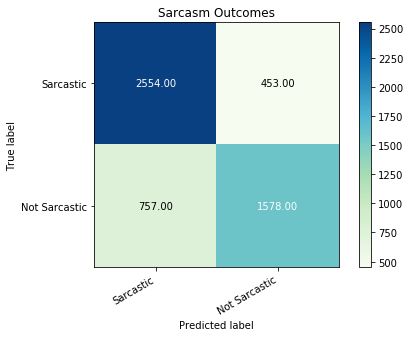 Sarcasm Outcomes
True label
Sarcastic
Not Sarcastic
2554.00
453.00
757.00
1578.00
Sarcastic
Not Sarcastic
Predicted label
2500
2250
2000
1750
1500
1250
1000
750
500